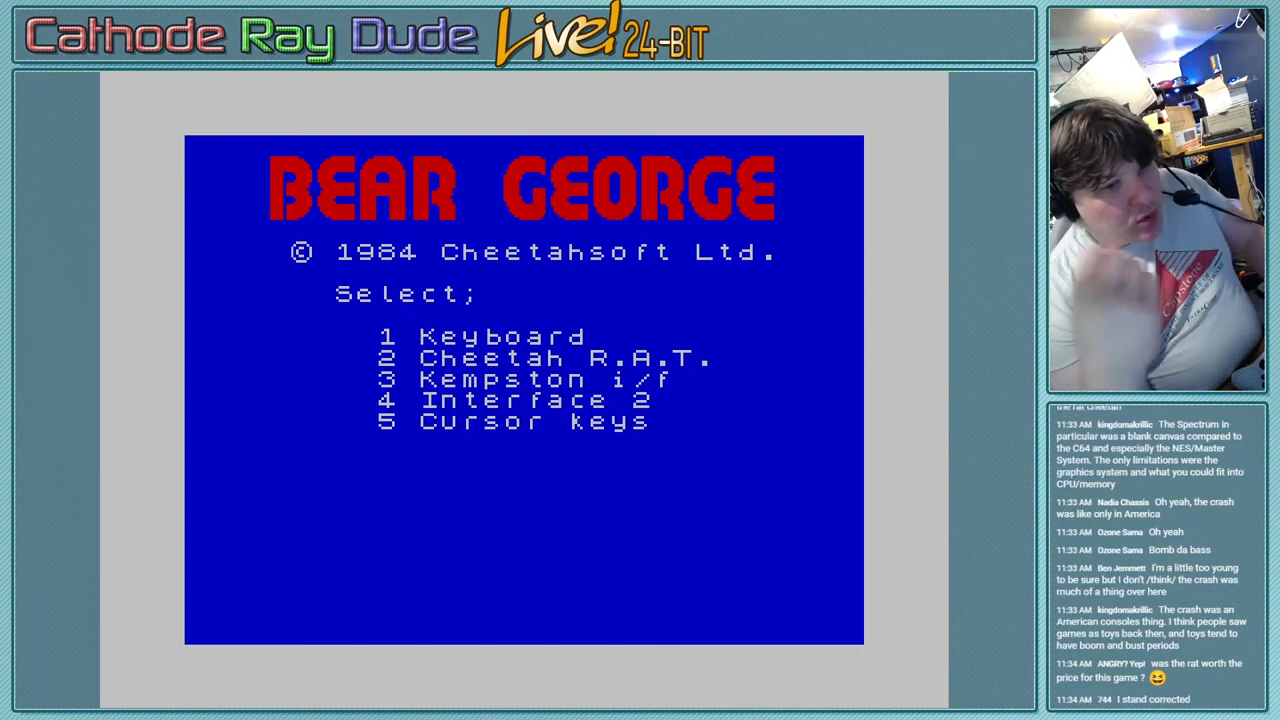 Cathode Ray Dude Live! 24-BIT
BEAR GEORGE
© 1984 Cheetahsoft Ltd.
Select;
1 Keyboard
2 Cheetah R.A.T.
3 Kempston i/f
4 Interface 2
5 Cursor keys
Capstone
11:33 AM kingdomakrillic The Spectrum in
particular was a blank canvas compared to
the C64 and especially the NES/Master
System. The only limitations were the
graphics system and what you could fit into
CPU/memory
11:33 AM Nadia Chassis Oh yeah, the crash
was like only in America
11:33 AM Ozone Sama Oh yeah
11:33 AM Ozone Sama Bomb da bass
11:33 AM Ben Jemmett I'm a little too young
to be sure but I don't /think/ the crash was
much of a thing over here
11:33 AM kingdomakrillic The crash was an
American consoles thing. I think people saw
games as toys back then, and toys tend to
have boom and bust periods
11:34 AM ANGRY? Yep! was the rat worth the
price for this game ?
11:34 AM 744 I stand corrected